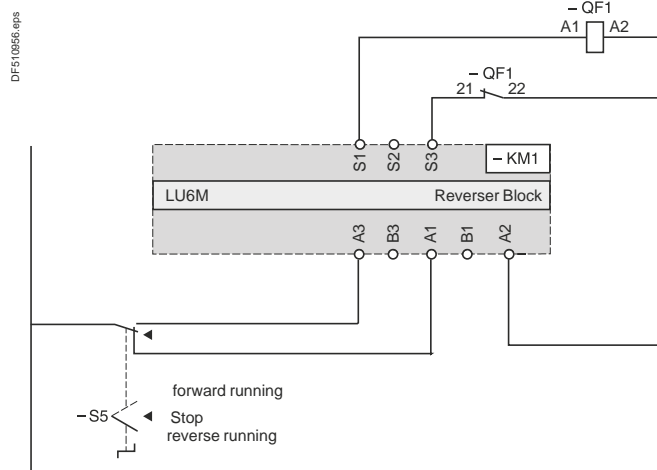 DF510956.eps
– QF1
A1 A2
– QF1
21 22
S1 S2 S3
– KM1
LU6M Reverser Block
A3 B3 A1 B1 A2
forward running
– S5 Stop
reverse running